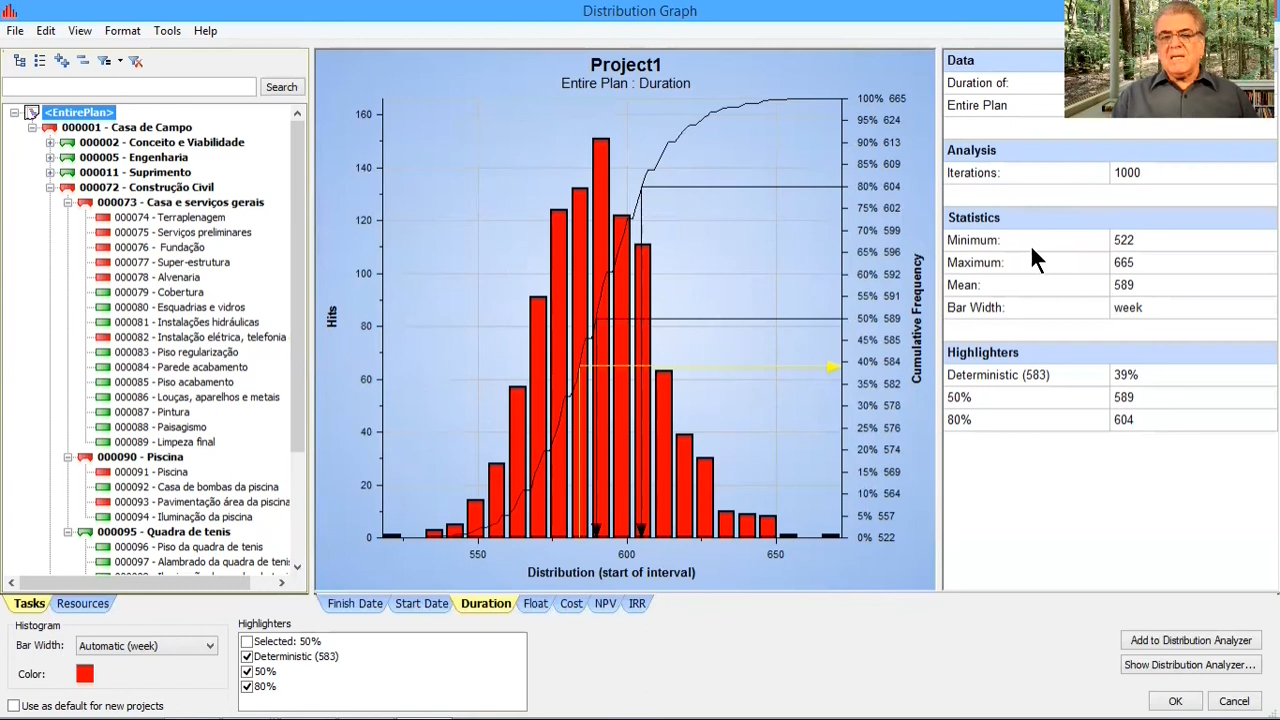 Distribution Graph
File Edit View Format Tools Help
Search
<EntirePlan>
000001 - Casa de Campo
000002 - Conceito e Viabilidade
000005 - Engenharia
000011 - Suprimento
000072 - Construção Civil
000073 - Casa e serviços gerais
000074 - Terraplenagem
000075 - Serviços preliminares
000076 - Fundação
000077 - Super-estrutura
000078 - Alvenaria
000079 - Cobertura
000080 - Esquadrias e vidros
000081 - Instalações hidráulicas
000082 - Instalação elétrica, telefonia
000083 - Piso regularização
000084 - Parede acabamento
000085 - Piso acabamento
000086 - Louças, aparelhos e metais
000087 - Pintura
000088 - Paisagismo
000089 - Limpeza final
000090 - Piscina
000091 - Piscina
000092 - Casa de bombas da piscina
000093 - Pavimentação área da piscina
000094 - Iluminação da piscina
000095 - Quadra de tenis
000096 - Piso da quadra de tenis
000097 - Alambrado da quadra de tenis
Tasks Resources
Project1
Entire Plan : Duration
Hits
160
140
120
100
80
60
40
20
0
550 600 650
Distribution (start of interval)
100% 665
95% 624
90% 613
85% 609
80% 604
75% 602
70% 599
65% 596
60% 592
55% 591
50% 589
45% 585
40% 584
35% 582
30% 578
25% 576
20% 574
15% 569
10% 564
5% 557
0% 522
Cumulative Frequency
Data
Duration of:
Entire Plan
Analysis
Iterations: 1000
Statistics
Minimum: 522
Maximum: 665
Mean: 589
Bar Width: week
Highlighters
Deterministic (583) 39%
50% 589
80% 604
Finish Date Start Date Duration Float Cost NPV IRR
Histogram
Bar Width: Automatic (week)
Color:
Use as default for new projects
Highlighters
Selected: 50%
Deterministic (583)
50%
80%
Add to Distribution Analyzer
Show Distribution Analyzer...
OK Cancel